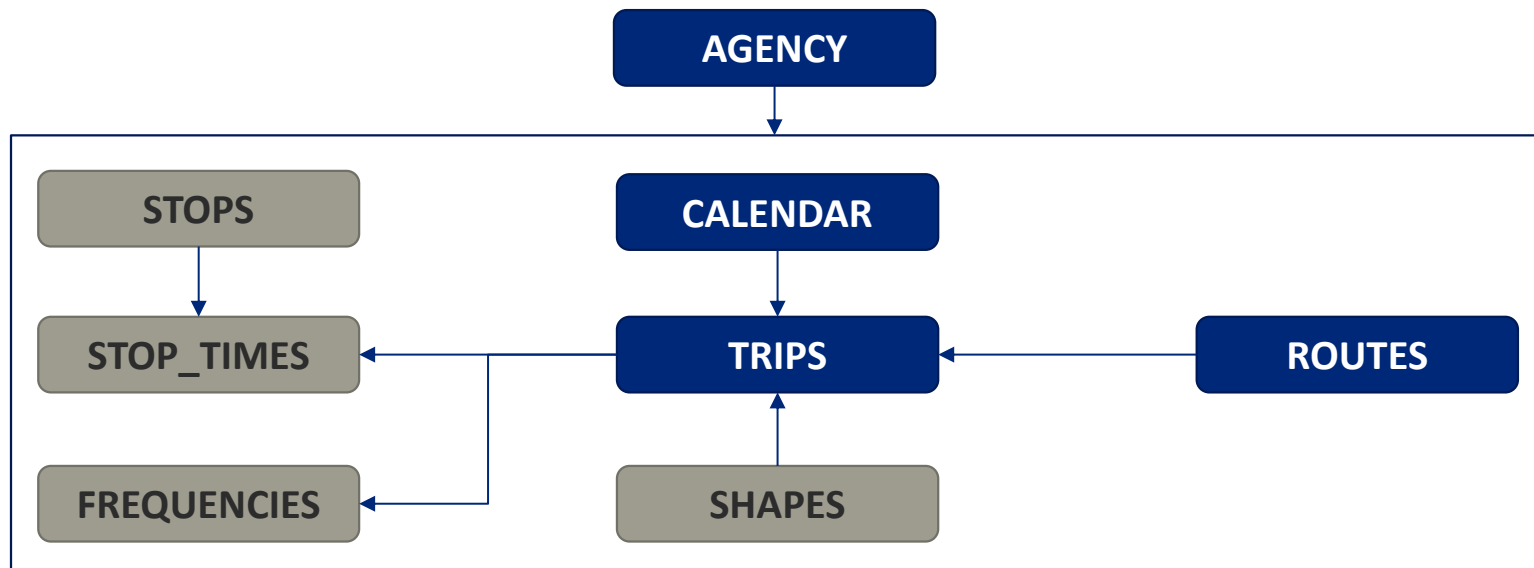 AGENCY
STOPS
CALENDAR
STOP_TIMES
TRIPS
ROUTES
FREQUENCIES
SHAPES